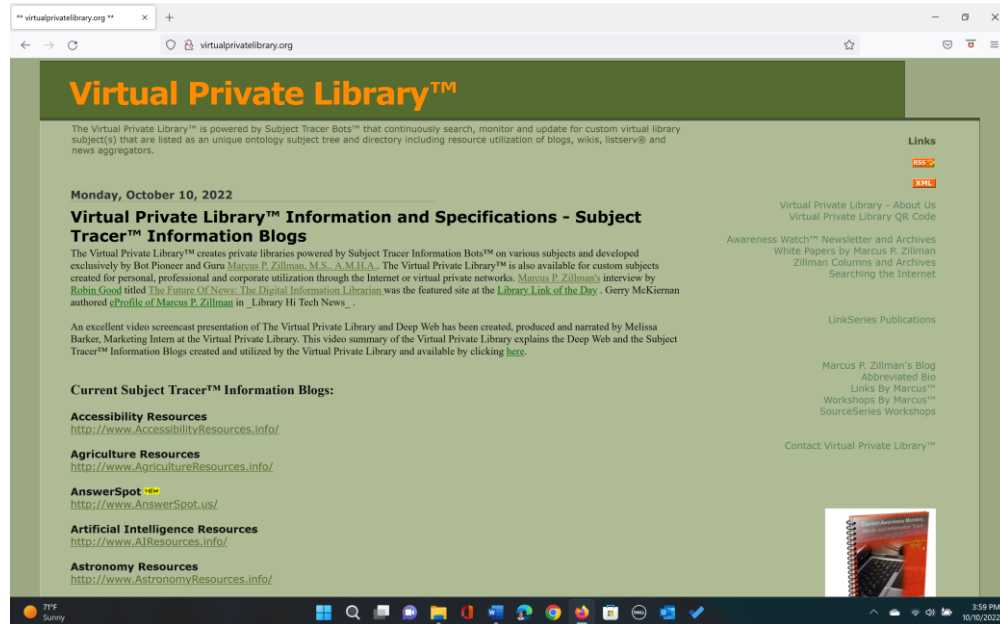 ** virtualprivatelibrary.org **
virtualprivatelibrary.org
Virtual Private Library™
The Virtual Private Library™ is powered by Subject Tracer Bots™ that continuously search, monitor and update for custom virtual library
subject(s) that are listed as an unique ontology subject tree and directory including resource utilization of blogs, wikis, listserv® and
news aggregators.
Monday, October 10, 2022
Virtual Private Library™ Information and Specifications - Subject
Tracer™ Information Blogs
The Virtual Private Library™ creates private libraries powered by Subject Tracer Information Bots™ on various subjects and developed
exclusively by Bot Pioneer and Guru Marcus P. Zillman, M.S., A.M.H.A.. The Virtual Private Library™ is also available for custom subjects
created for personal, professional and corporate utilization through the Internet or virtual private networks. Marcus P. Zillman's interview by
Robin Good titled The Future Of News: The Digital Information Librarian was the featured site at the Library Link of the Day . Gerry McKiernan
authored eProfile of Marcus P. Zillman in _Library Hi Tech News_ .
An excellent video screencast presentation of The Virtual Private Library and Deep Web has been created, produced and narrated by Melissa
Barker, Marketing Intern at the Virtual Private Library. This video summary of the Virtual Private Library explains the Deep Web and the Subject
Tracer™ Information Blogs created and utilized by the Virtual Private Library and available by clicking here.
Current Subject Tracer™ Information Blogs:
Accessibility Resources
http://www.AccessibilityResources.info/
Agriculture Resources
http://www.AgricultureResources.info/
AnswerSpot NEW
http://www.AnswerSpot.us/
Artificial Intelligence Resources
http://www.AIResources.info/
Astronomy Resources
http://www.AstronomyResources.info/
Links
RSS
XML
Virtual Private Library - About Us
Virtual Private Library QR Code
Awareness Watch™ Newsletter and Archives
White Papers by Marcus P. Zillman
Zillman Columns and Archives
Searching the Internet
LinkSeries Publications
Marcus P. Zillman's Blog
Abbreviated Bio
Links By Marcus™
Workshops By Marcus™
SourceSeries Workshops
Contact Virtual Private Library™
71°F
Sunny
3:59 PM
10/10/2022